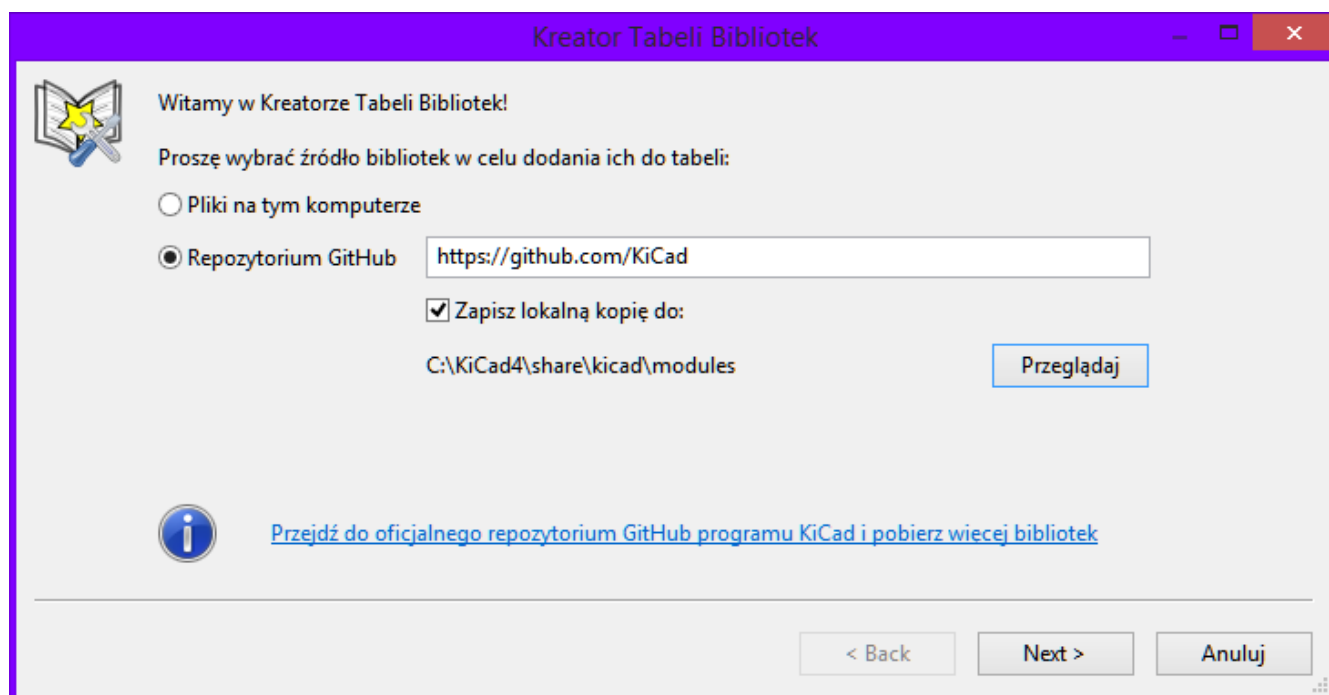 Kreator Tabeli Bibliotek
Witamy w Kreatorze Tabeli Bibliotek!
Proszę wybrać źródło bibliotek w celu dodania ich do tabeli:
Pliki na tym komputerze
Repozytorium GitHub https://github.com/KiCad
Zapisz lokalną kopię do:
C:\KiCad4\share\kicad\modules Przeglądaj
Przejdź do oficjalnego repozytorium GitHub programu KiCad i pobierz wiecej bibliotek
< Back Next > Anuluj